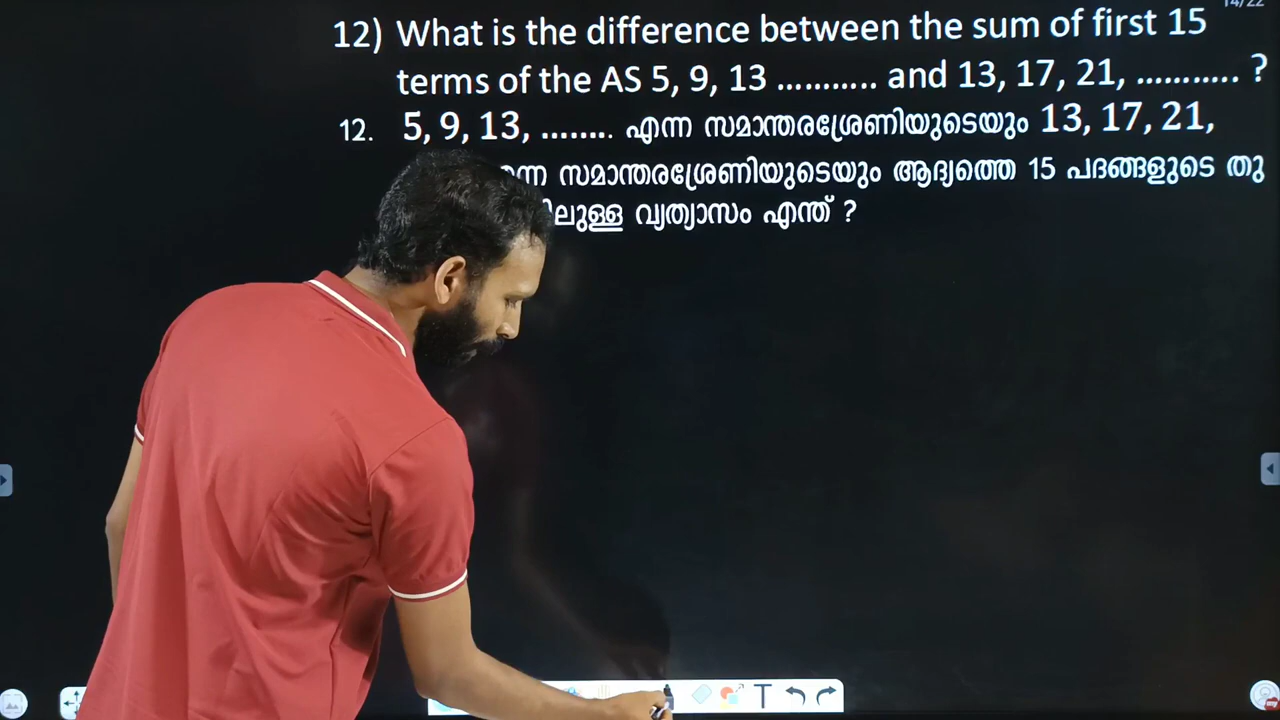 14/22
12) What is the difference between the sum of first 15
terms of the AS 5, 9, 13 ........... and 13, 17, 21, ........... ?
12. 5, 9, 13, ........ എന്ന സമാന്തരശ്രേണിയുടെയും 13, 17, 21,
സമാന്തരശ്രേണിയുടെയും ആദ്യത്തെ 15 പദങ്ങളുടെ തു
വ്യത്യാസം എന്ത് ?
T